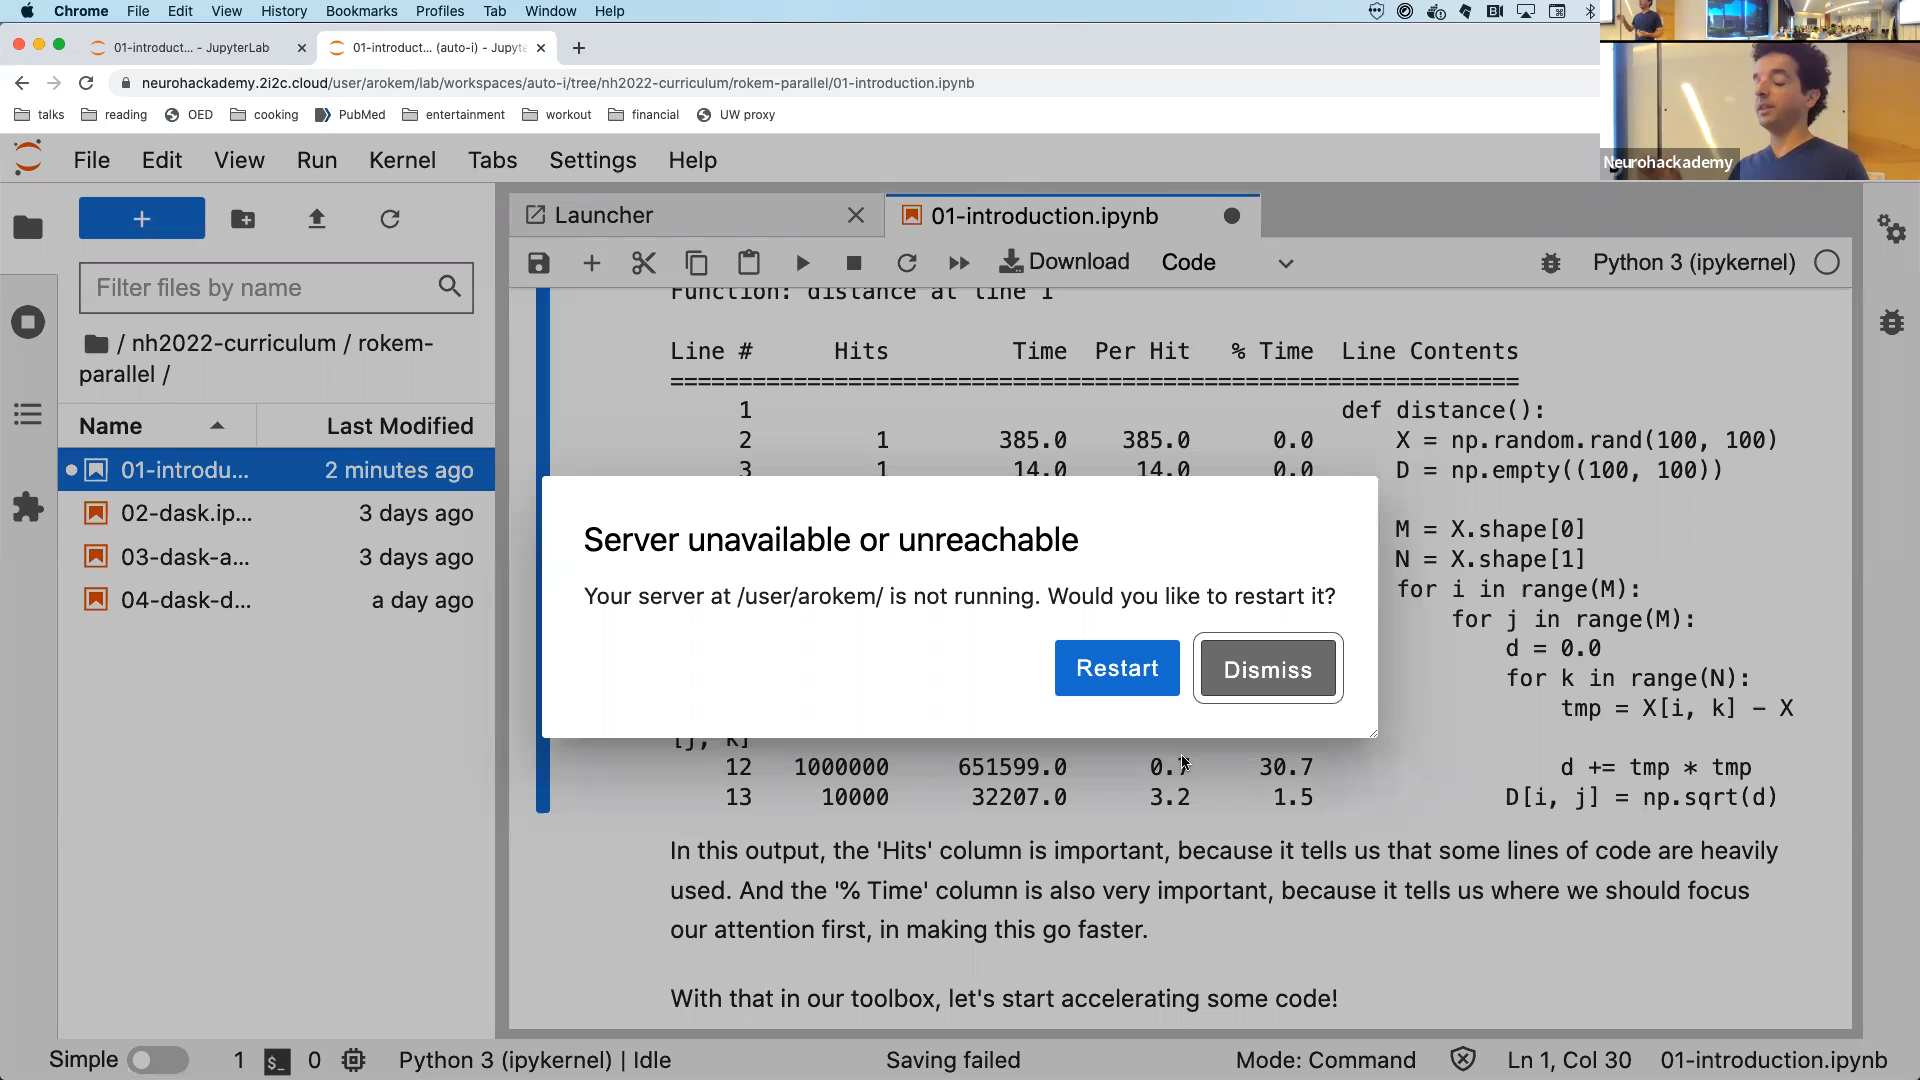 Chrome File Edit View History Bookmarks Profiles Tab Window Help
01-introduct... - JupyterLab
01-introduct... (auto-i) - Jupyte
neurohackademy.2i2c.cloud/user/arokem/lab/workspaces/auto-i/tree/nh2022-curriculum/rokem-parallel/01-introduction.ipynb
talks reading OED cooking PubMed entertainment workout financial UW proxy
Neurohackademy
File Edit View Run Kernel Tabs Settings Help
Launcher
01-introduction.ipynb
Download Code Python 3 (ipykernel)
Filter files by name
/ nh2022-curriculum / rokem-
parallel /
Name Last Modified
01-introdu... 2 minutes ago
02-dask.ip... 3 days ago
03-dask-a... 3 days ago
04-dask-d... a day ago
Function: distance at line 1
Line # Hits Time Per Hit % Time Line Contents
==============================================================
1 def distance():
2 1 385.0 385.0 0.0 X = np.random.rand(100, 100)
3 1 14.0 14.0 0.0 D = np.empty((100, 100))
M = X.shape[0]
N = X.shape[1]
for i in range(M):
for j in range(M):
d = 0.0
for k in range(N):
tmp = X[i, k] - X
[j, k]
12 1000000 651599.0 0.7 30.7 d += tmp * tmp
13 10000 32207.0 3.2 1.5 D[i, j] = np.sqrt(d)
Server unavailable or unreachable
Your server at /user/arokem/ is not running. Would you like to restart it?
Restart Dismiss
In this output, the 'Hits' column is important, because it tells us that some lines of code are heavily
used. And the '% Time' column is also very important, because it tells us where we should focus
our attention first, in making this go faster.
With that in our toolbox, let's start accelerating some code!
Simple 1 $_ 0 Python 3 (ipykernel) | Idle Saving failed Mode: Command Ln 1, Col 30 01-introduction.ipynb